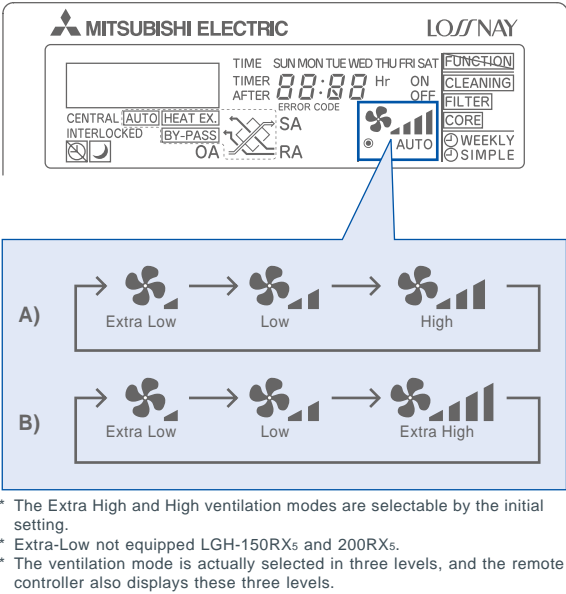 MITSUBISHI ELECTRIC
LOSSNAY
TIME SUN MON TUE WED THU FRI SAT FUNCTION
TIMER 88:88 Hr ON CLEANING
AFTER OFF FILTER
ERROR CODE
CENTRAL AUTO HEAT EX. SA CORE
INTERLOCKED BY-PASS AUTO WEEKLY
OA RA SIMPLE
A)
Extra Low Low High
B)
Extra Low Low Extra High
* The Extra High and High ventilation modes are selectable by the initial
setting.
* Extra-Low not equipped LGH-150RX5 and 200RX5.
* The ventilation mode is actually selected in three levels, and the remote
controller also displays these three levels.